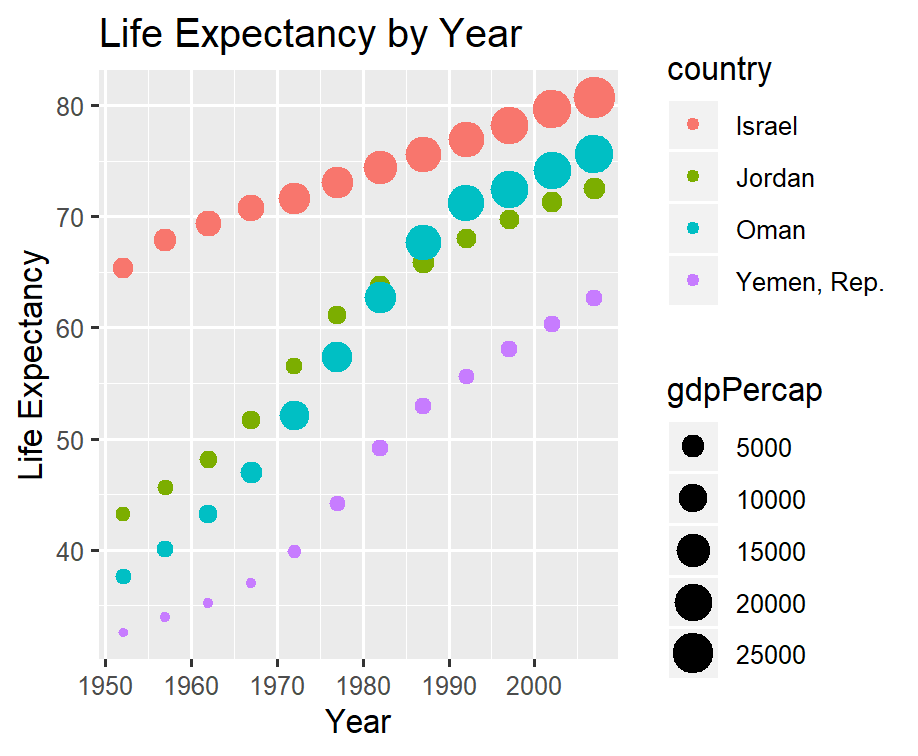 Life Expectancy by Year
Life Expectancy
80
70
60
50
40
1950 1960 1970 1980 1990 2000
Year
country
Israel
Jordan
Oman
Yemen, Rep.
gdpPercap
5000
10000
15000
20000
25000